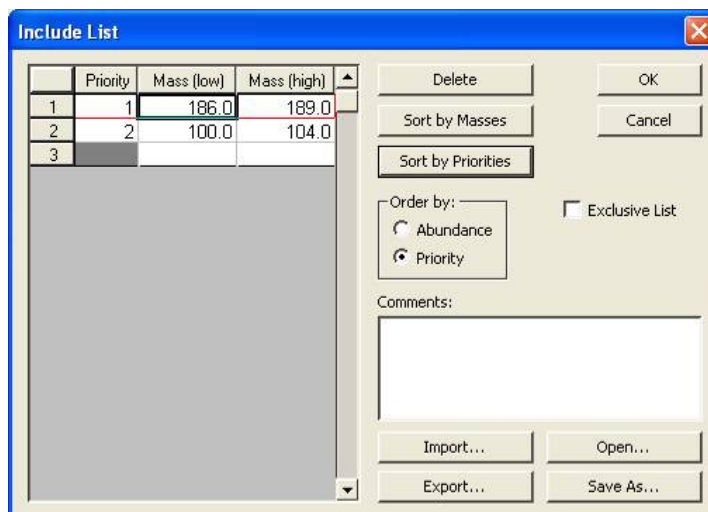 Include List
Priority Mass (low) Mass (high)
1 1 186.0 189.0
2 2 100.0 104.0
3
Delete
OK
Sort by Masses
Cancel
Sort by Priorities
Order by:
Abundance
Priority
Exclusive List
Comments:
Import...
Open...
Export...
Save As...